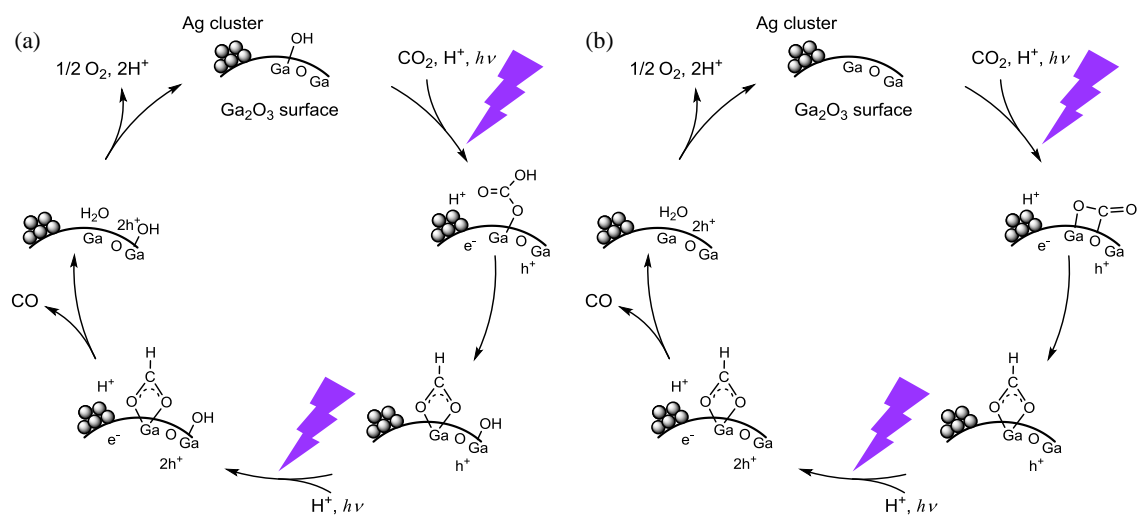 (a)
Ag cluster
OH
Ga O Ga
Ga₂O₃ surface
CO₂, H⁺, hν
1/2 O₂, 2H⁺
OH
O=C
O
H⁺
Ga O Ga
e⁻
h⁺
H
C
O O
OH
Ga O Ga
h⁺
H⁺, hν
H
C
H⁺
O O
OH
Ga O Ga
e⁻
2h⁺
CO
H₂O
2h⁺
OH
Ga O Ga
(b)
Ag cluster
Ga O Ga
Ga₂O₃ surface
CO₂, H⁺, hν
1/2 O₂, 2H⁺
H⁺
O C=O
Ga O Ga
e⁻
h⁺
H
C
O O
Ga O Ga
h⁺
H⁺, hν
H
C
H⁺
O O
Ga O Ga
e⁻
2h⁺
CO
H₂O
2h⁺
Ga O Ga